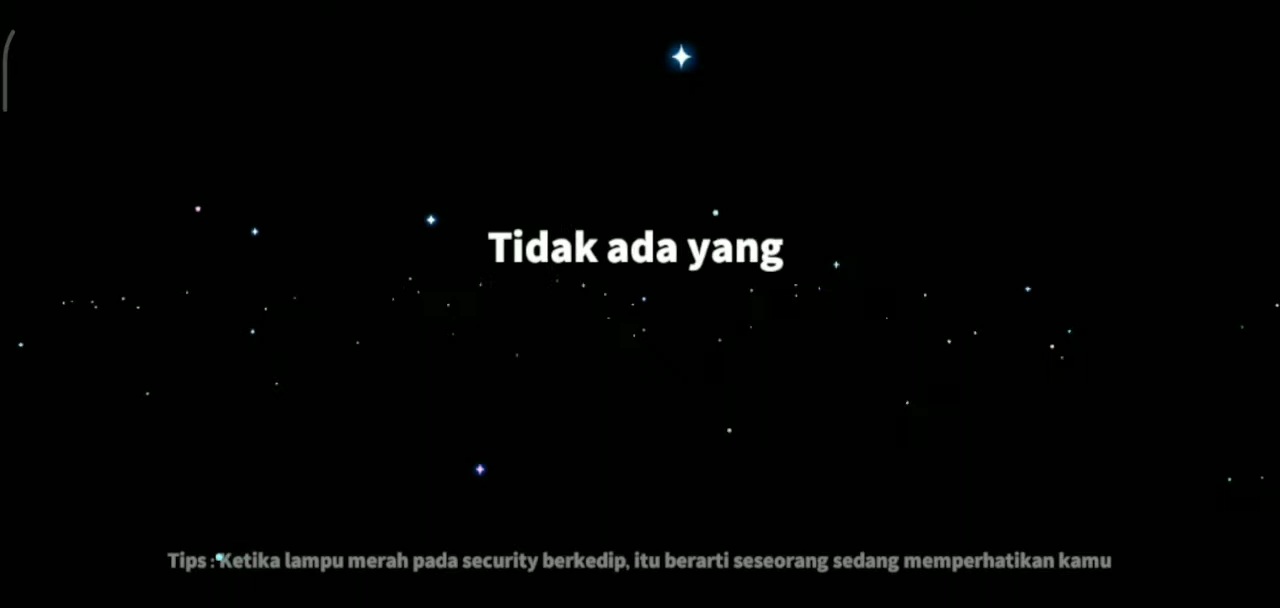 Tidak ada yang
Tips : Ketika lampu merah pada security berkedip, itu berarti seseorang sedang memperhatikan kamu